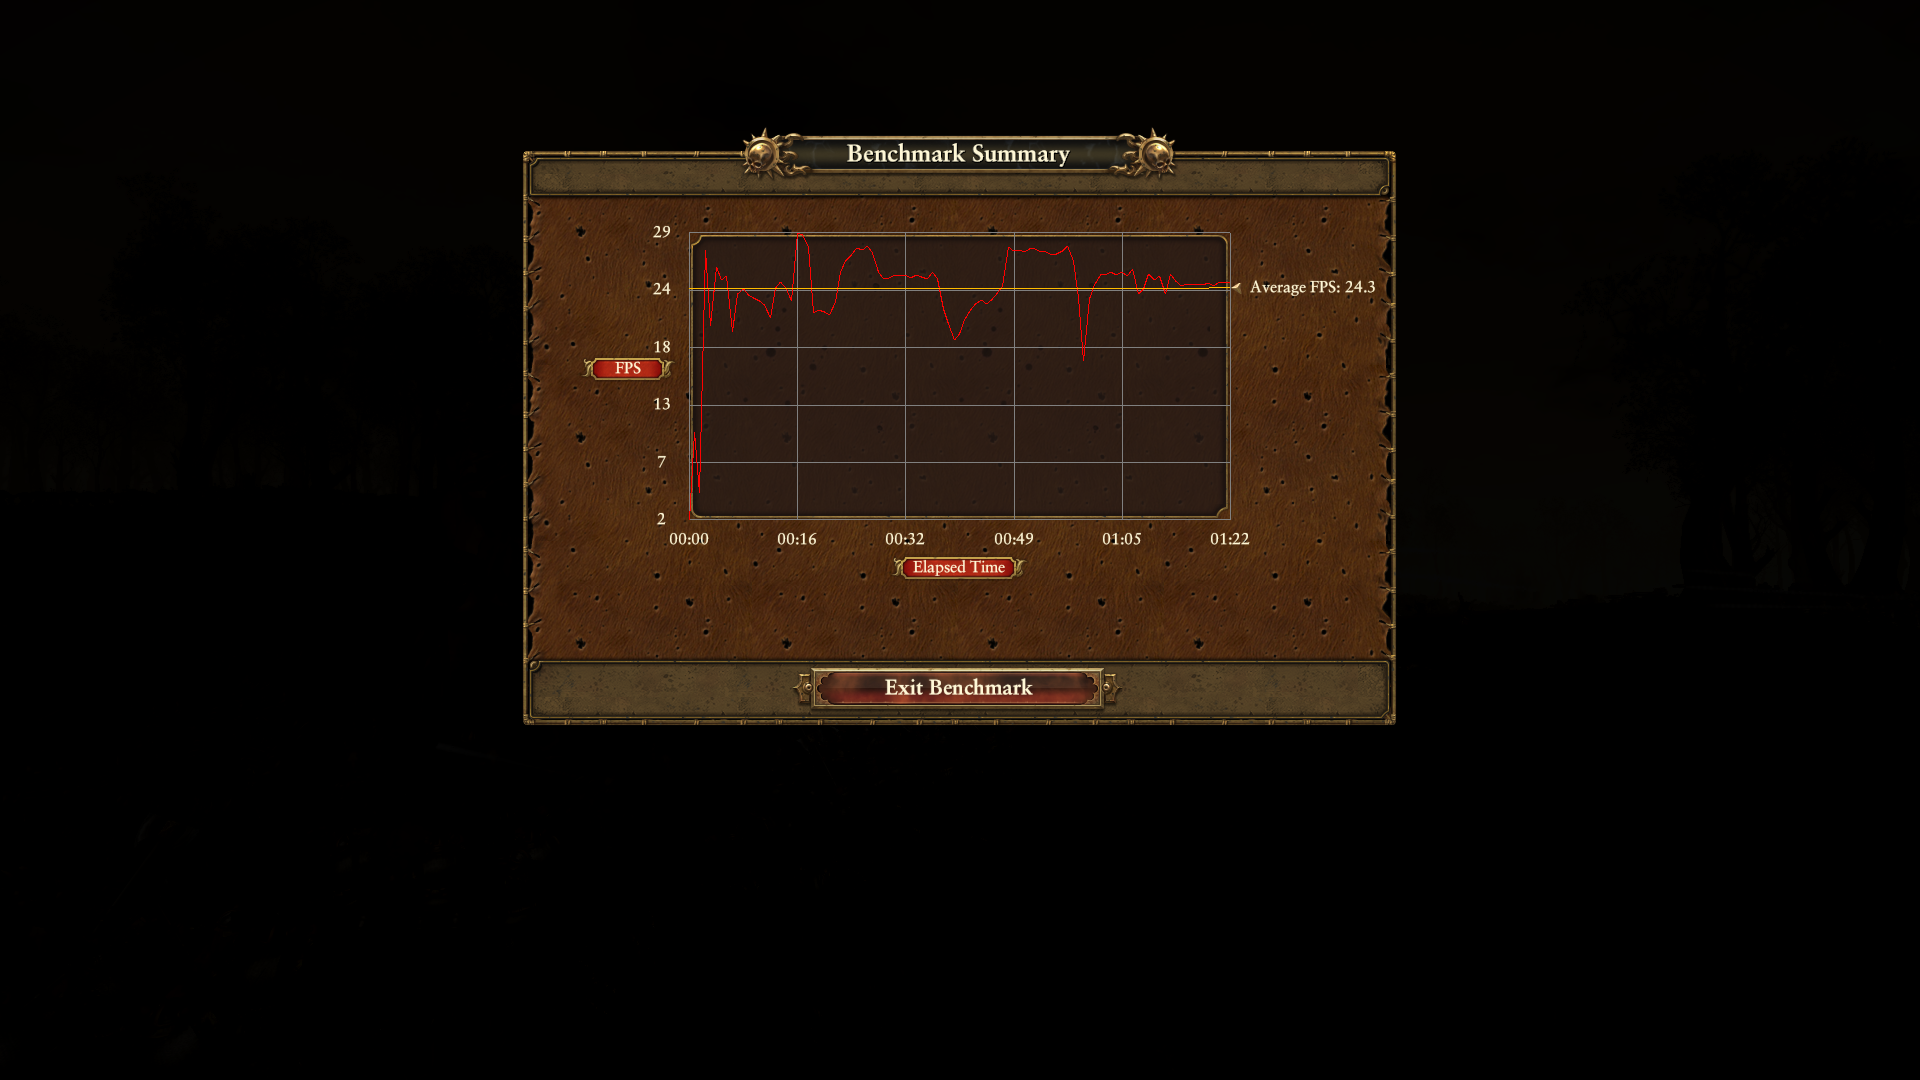 Benchmark Summary
29
24
Average FPS: 24.3
18
FPS
13
7
2
00:00 00:16 00:32 00:49 01:05 01:22
Elapsed Time
Exit Benchmark